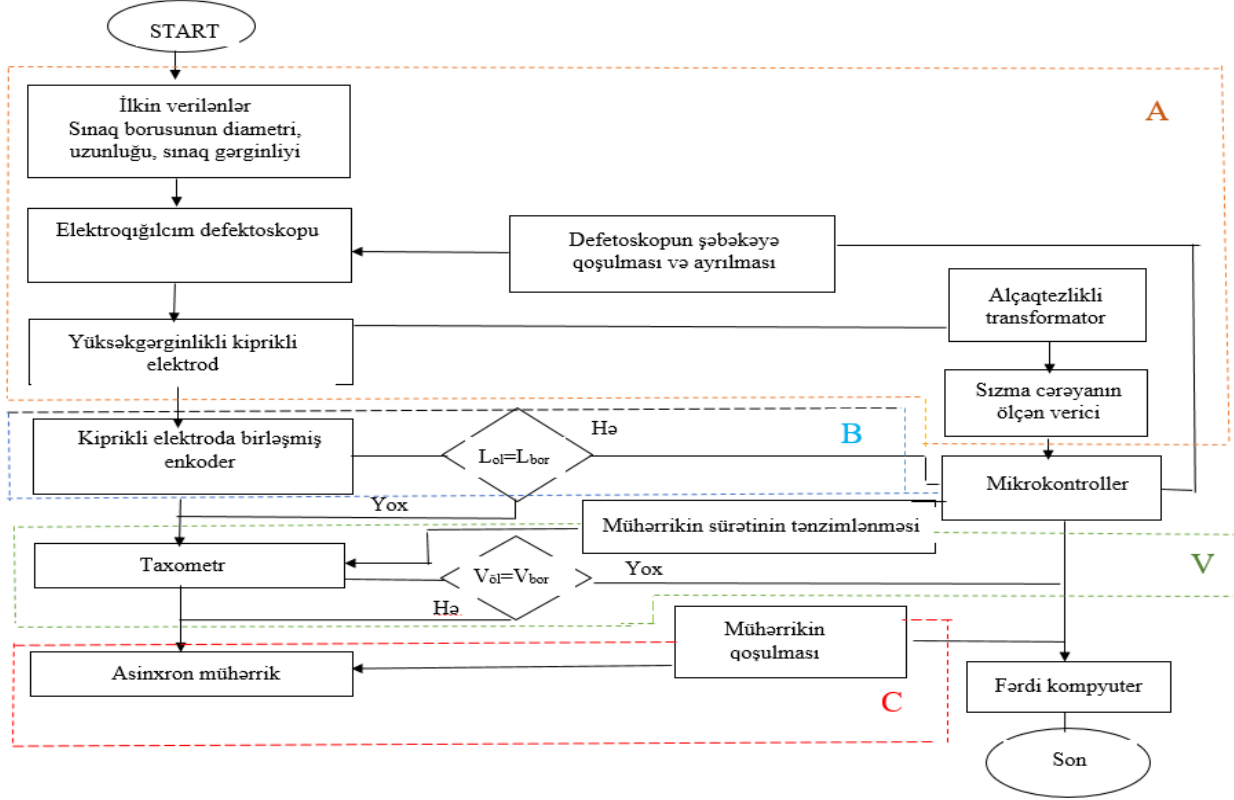 START
İlkin verilənlər
Sınaq borusunun diametri,
uzunluğu, sınaq gərginliyi
A
Elektroqığılcım defektoskopu
Defetoskopun şəbəkəyə
qoşulması və ayrılması
Alçaqtezlikli
transformator
Yüksəkgərginlikli kiprikli
elektrod
Sızma cərəyanın
ölçən verici
Kiprikli elektroda birləşmiş
enkoder
Lol=Lbor
Hə
B
Mikrokontroller
Yox
Mühərrikin sürətinin tənzimlənməsi
Taxometr
Völ=Vbor
Yox
V
Hə
Mühərrikin
qoşulması
Asinxron mühərrik
C
Fərdi kompyuter
Son